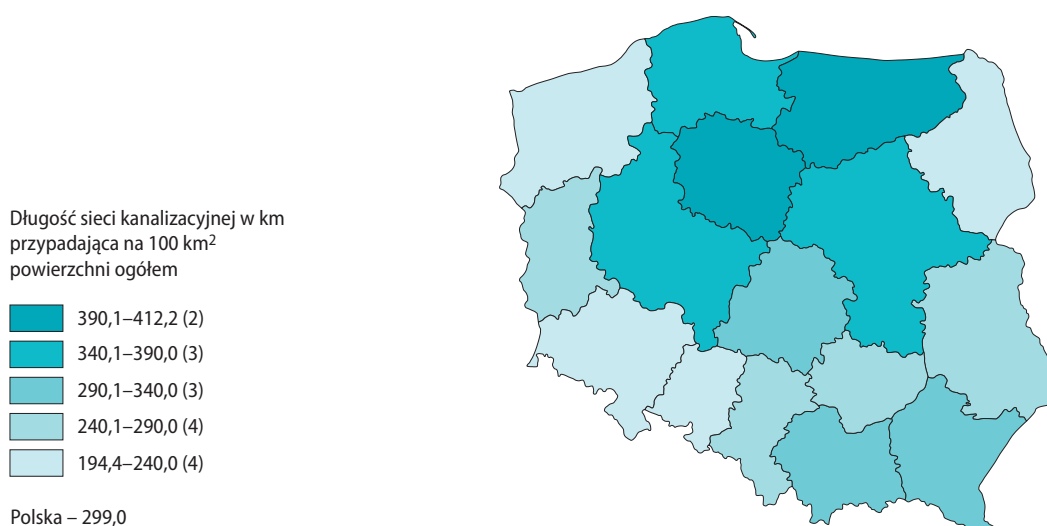 Długość sieci kanalizacyjnej w km
przypadająca na 100 km²
powierzchni ogółem
390,1–412,2 (2)
340,1–390,0 (3)
290,1–340,0 (3)
240,1–290,0 (4)
194,4–240,0 (4)
Polska – 299,0